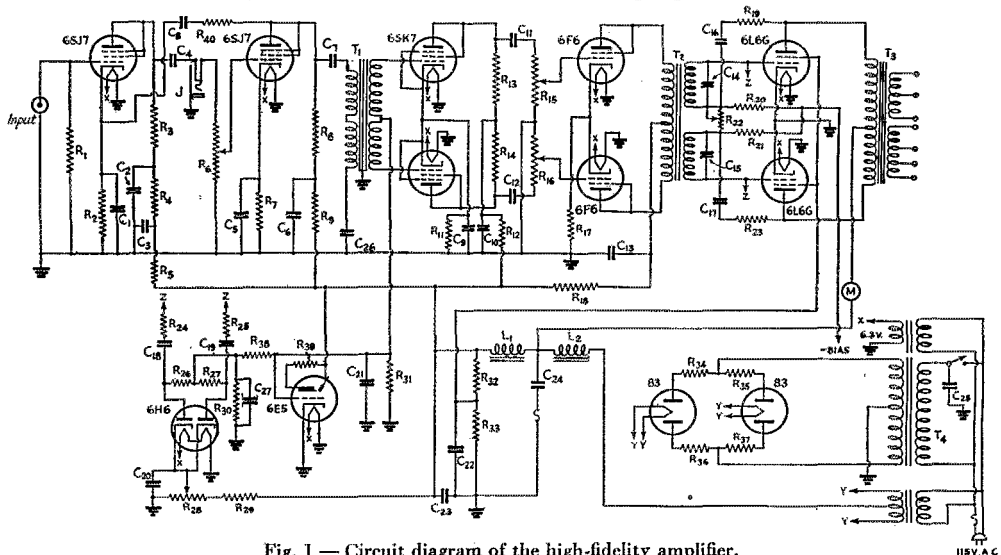 6SJ7
C8
R40
6SJ7
C7
T1
6SK7
C11
6F6
T2
C16
R19
6L6G
T3
Input
R1
R2
C1
C2
C3
R3
R4
R5
C4
J
R6
C5
R7
C6
R8
R9
C26
R11
C9
C10
R12
R13
R14
C12
R15
R16
6F6
R17
C13
R18
C14
Z
R20
R22
R21
C15
Z
C17
R23
6L6G
M
Z
R24
C18
Z
R25
C19
R26
R27
6H6
X
R30
C27
R38
R39
6E5
X
C21
R31
C20
R28
R29
C23
L1
L2
R32
R33
C22
C24
-BIAS
83
R34
R35
83
R36
R37
Y Y
Y
Y
X
6.3V.
C25
T4
Y
Y
115V. A.C.
Fig. 1 — Circuit diagram of the high-fidelity amplifier.